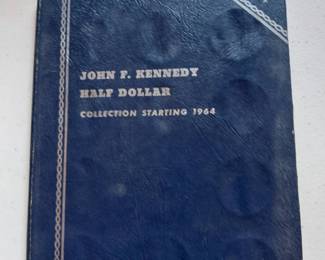 JOHN F. KENNEDY
HALF DOLLAR
COLLECTION STARTING 1964